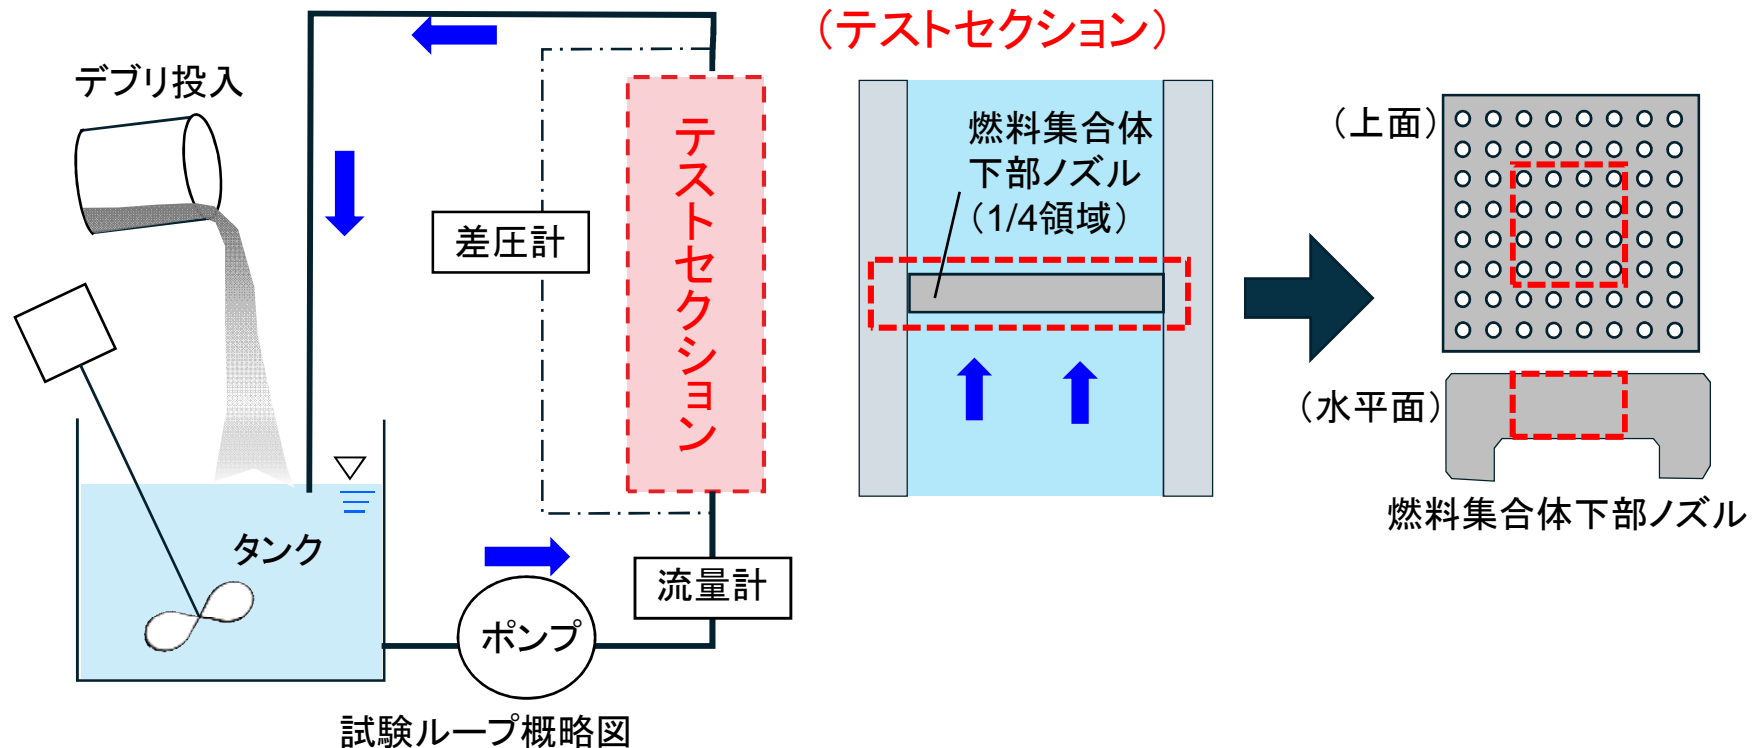 デブリ投入
差圧計
テストセクション
タンク
ポンプ
流量計
試験ループ概略図
（テストセクション）
燃料集合体
下部ノズル
（1/4領域）
（上面）
（水平面）
燃料集合体下部ノズル